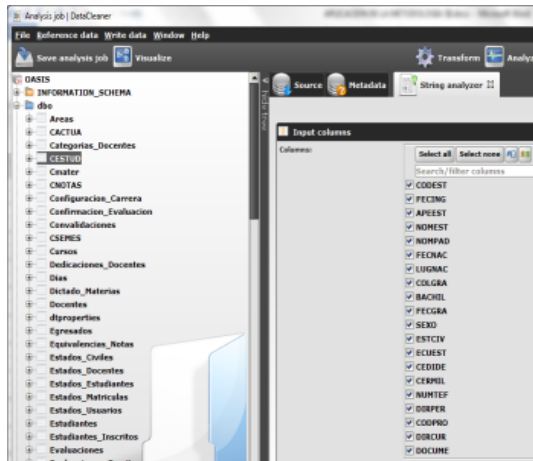 Analysis job | DataCleaner
File Reference data Write data Window Help
Save analysis job Visualize Transform
OASIS
INFORMATION_SCHEMA
dbo
Areas
CACTUA
Categorias_Docentes
CESTUD
Cmater
CNOTAS
Configuracion_Carrera
Confirmacion_Evaluacion
Convalidaciones
CSEMES
Cursos
Dedicaciones_Docentes
Dias
Dictado_Materias
Docentes
dtproperties
Egresados
Equivalencias_Notas
Estados_Civiles
Estados_Docentes
Estados_Estudiantes
Estados_Matriculas
Estados_Usuarios
Estudiantes
Estudiantes_Inscritos
Evaluaciones
hide tree
Source Metadata String analyzer
Input columns
Columns:
Select all Select none
Search/filter columns
CODEST
FECING
APEEST
NOMEST
NOMPAD
FECNAC
LUGNAC
COLGRA
BACHIL
FECGRA
SEXO
ESTCIV
ECUEST
CEDIDE
CERMIL
NUMTEF
DIRPER
CODPRO
DIRCUR
DOCUME